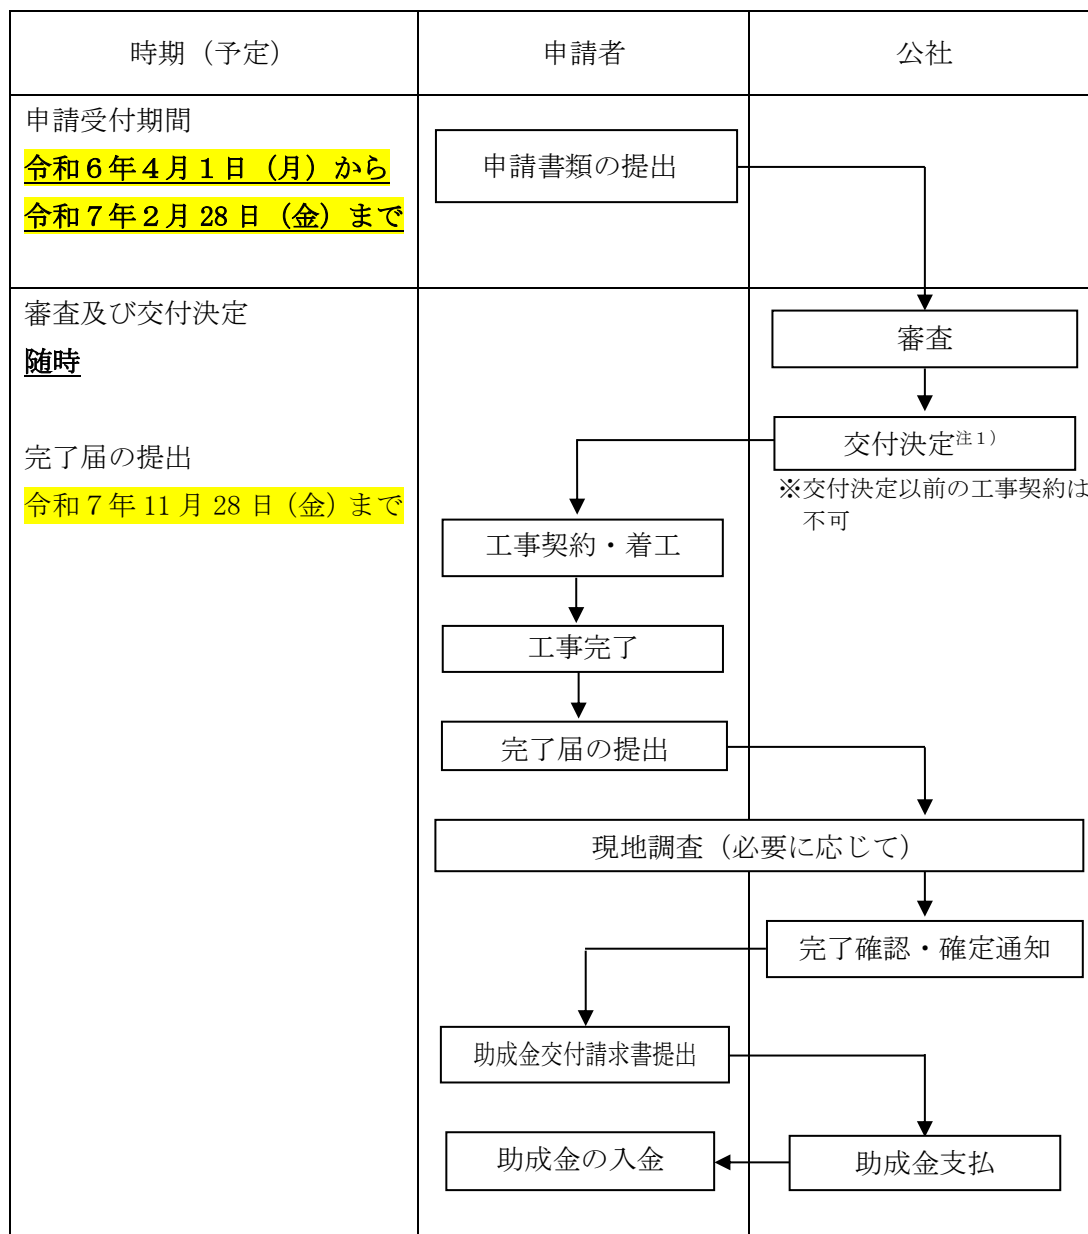 時期（予定）
申請者
公社
申請受付期間
令和６年４月１日（月）から
令和７年２月 28 日（金）まで
申請書類の提出
審査及び交付決定
随時
完了届の提出
令和７年 11 月 28 日（金）まで
審査
交付決定注１）
※交付決定以前の工事契約は
不可
工事契約・着工
工事完了
完了届の提出
現地調査（必要に応じて）
完了確認・確定通知
助成金交付請求書提出
助成金の入金
助成金支払